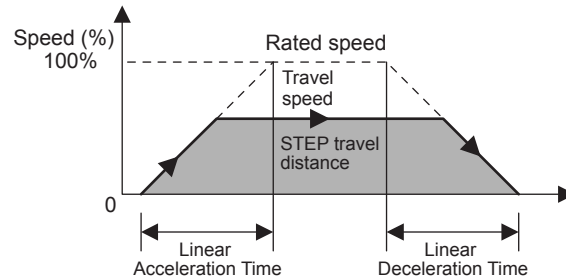 Speed (%)
100%
Rated speed
Travel
speed
STEP travel
distance
0
Linear
Acceleration Time
Linear
Deceleration Time